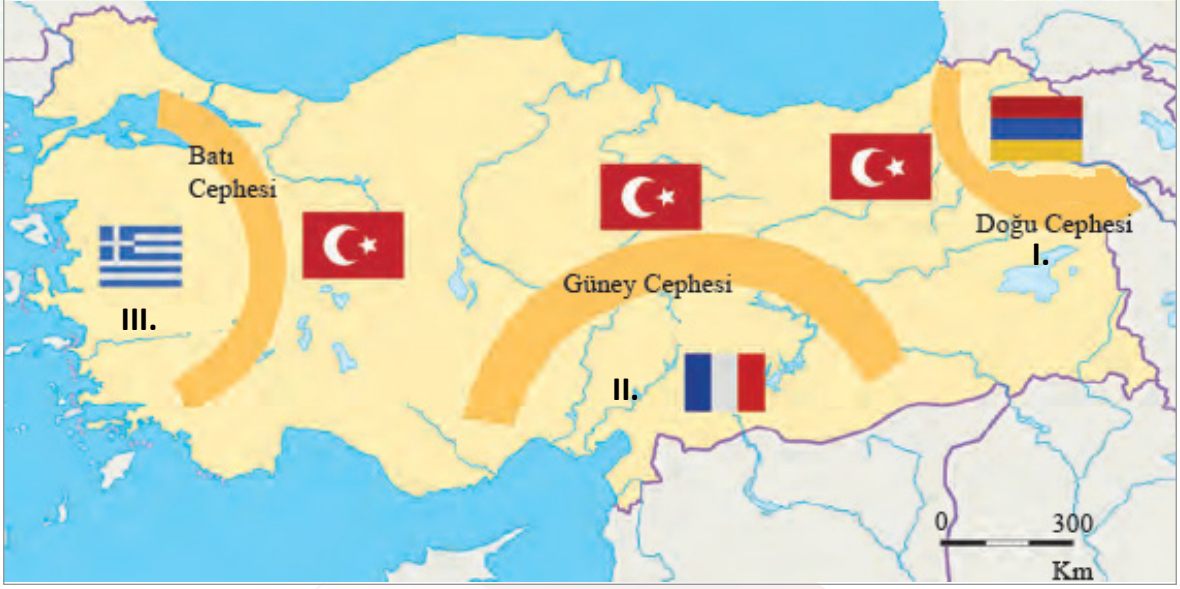 Batı
Cephesi
Doğu Cephesi
I.
Güney Cephesi
III.
II.
0 300
Km